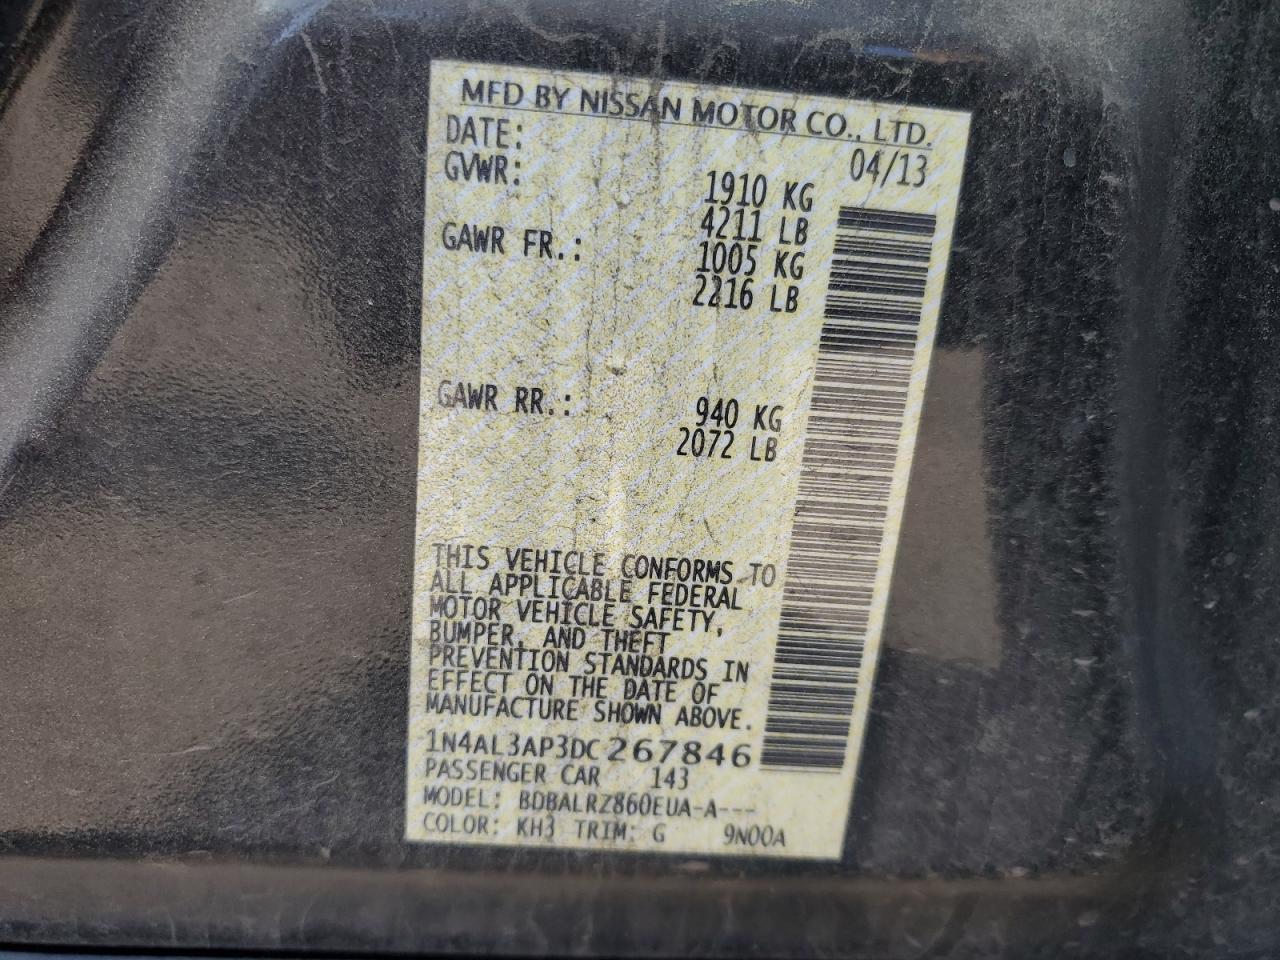 MFD BY NISSAN MOTOR CO., LTD.
DATE: 04/13
GVWR: 1910 KG
4211 LB
GAWR FR.: 1005 KG
2216 LB
GAWR RR.: 940 KG
2072 LB
THIS VEHICLE CONFORMS TO
ALL APPLICABLE FEDERAL
MOTOR VEHICLE SAFETY,
BUMPER, AND THEFT
PREVENTION STANDARDS IN
EFFECT ON THE DATE OF
MANUFACTURE SHOWN ABOVE.
1N4AL3AP3DC267846
PASSENGER CAR 143
MODEL: BDBALRZ860EUA-A---
COLOR: KH3 TRIM: G 9N00A